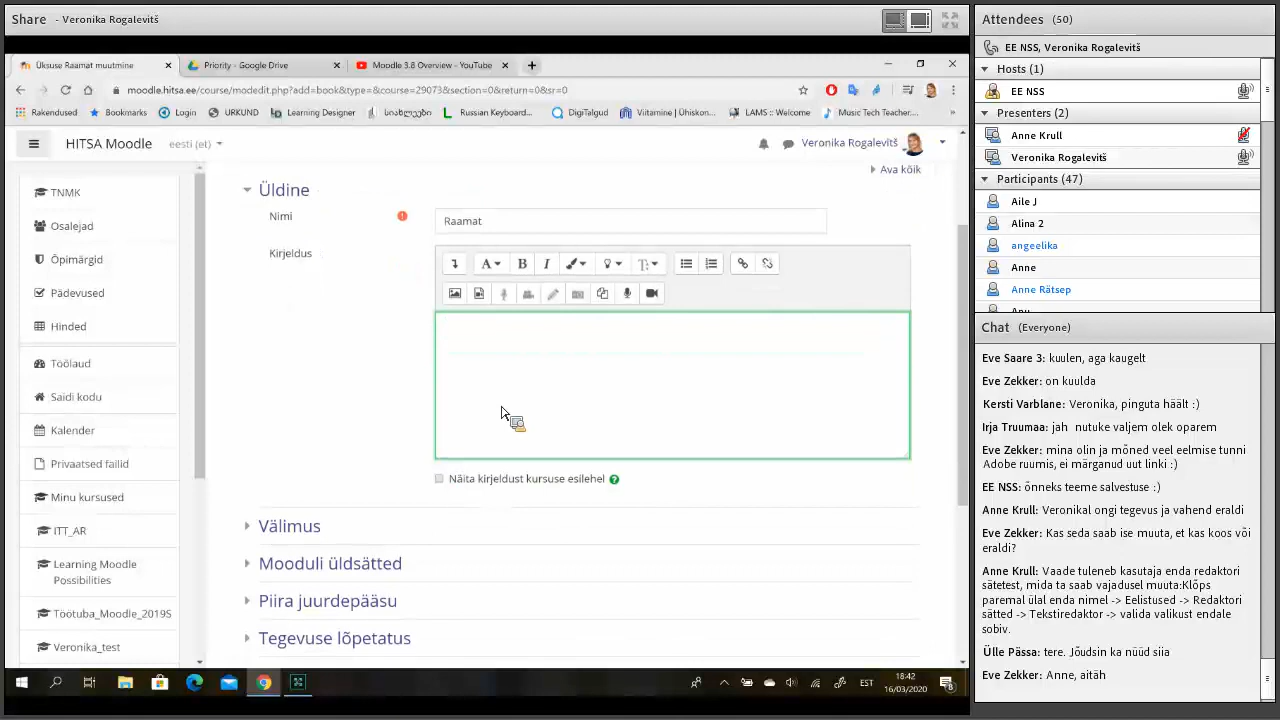 Share - Veronika Rogalevitš
Üksuse Raamat muutmine
Priority - Google Drive
Moodle 3.8 Overview - YouTube
moodle.hitsa.ee/course/modedit.php?add=book&type=&course=29073&section=0&return=0&sr=0
Rakendused
Bookmarks
Login
URKUND
Learning Designer
სახლეულები
Russian Keyboard...
DigiTalgud
Viitamine / Ühiskon...
LAMS :: Welcome
Music Tech Teacher,...
HITSA Moodle
eesti (et)
Veronika Rogalevitš
TNMK
Osalejad
Õpimärgid
Pädevused
Hinded
Töölaud
Saidi kodu
Kalender
Privaatsed failid
Minu kursused
ITT_AR
Learning Moodle
Possibilities
Töötuba_Moodle_2019S
Veronika_test
Ava kõik
Üldine
Nimi
Raamat
Kirjeldus
Näita kirjeldust kursuse esilehel
Välimus
Mooduli üldsätted
Piira juurdepääsu
Tegevuse lõpetatus
EST
18:42
16/03/2020
8
Attendees (50)
EE NSS, Veronika Rogalevitš
Hosts (1)
EE NSS
Presenters (2)
Anne Krull
Veronika Rogalevitš
Participants (47)
Aile J
Alina 2
angeelika
Anne
Anne Rätsep
Anu
Chat (Everyone)
Eve Saare 3: kuulen, aga kaugelt
Eve Zekker: on kuulda
Kersti Varblane: Veronika, pinguta häält :)
Irja Truumaa: jah nutuke valjem olek oparem
Eve Zekker: mina olin ja mõned veel eelmise tunni
Adobe ruumis, ei märganud uut linki :)
EE NSS: õnneks teeme salvestuse :)
Anne Krull: Veronikal ongi tegevus ja vahend eraldi
Eve Zekker: Kas seda saab ise muuta, et kas koos või
eraldi?
Anne Krull: Vaade tuleneb kasutaja enda redaktori
sätetest, mida ta saab vajadusel muuta:Klõps
paremal ülal enda nimel -> Eelistused -> Redaktori
sätted -> Tekstiredaktor -> valida valikust endale
sobiv.
Ülle Pässa: tere. Jõudsin ka nüüd siia
Eve Zekker: Anne, aitäh